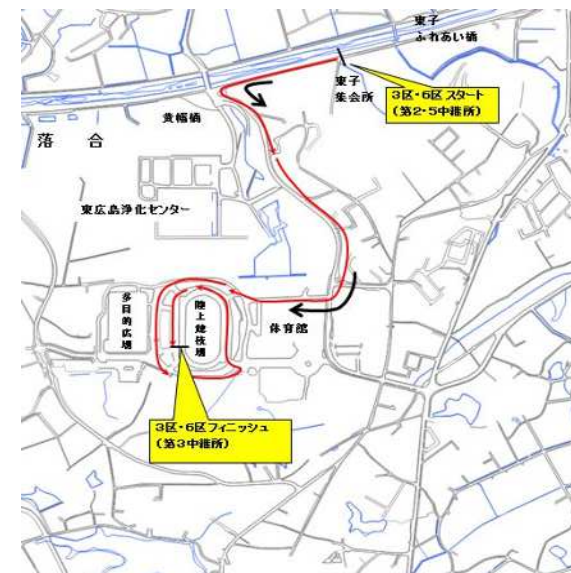 東子
ふれあい橋
東子
集会所
3区・6区 スタート
(第2・5中継所)
黄幡橋
落　合
東広島浄化センター
多目的広場
陸上競技場
体育館
3区・6区フィニッシュ
(第3中継所)